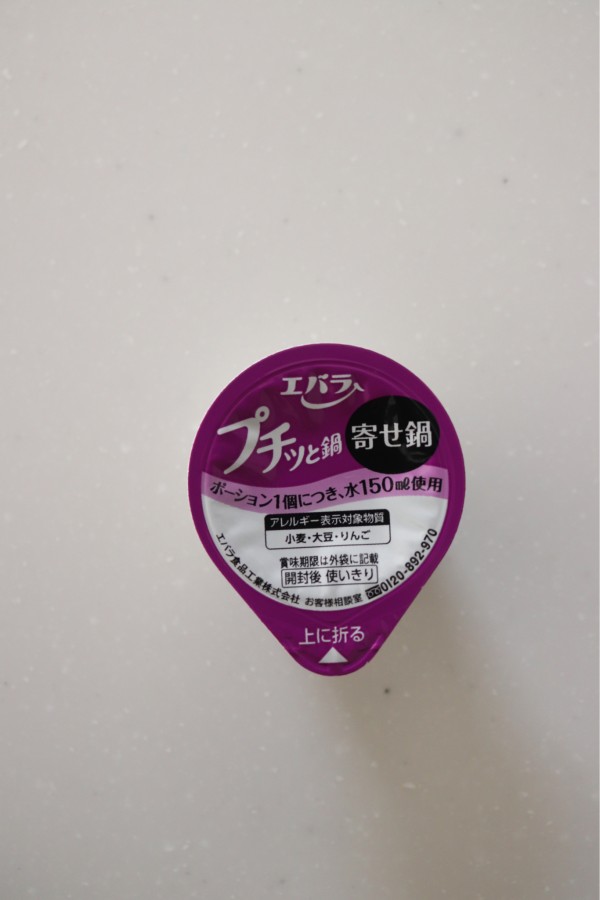 エバラ
プチッと鍋
寄せ鍋
ポーション1個につき、水150㎖使用
アレルギー表示対象物質
小麦・大豆・りんご
賞味期限は外袋に記載
開封後 使いきり
エバラ食品工業株式会社 お客様相談室 0120-892-970
上に折る